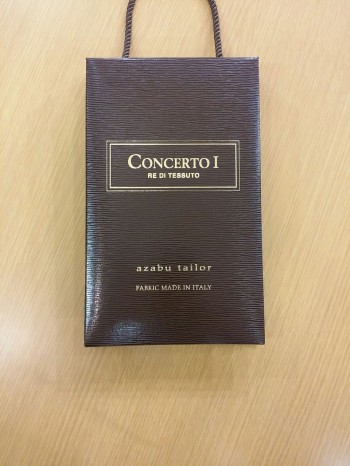 CONCERTO I
RE DI TESSUTO
azabu tailor
FABRIC MADE IN ITALY